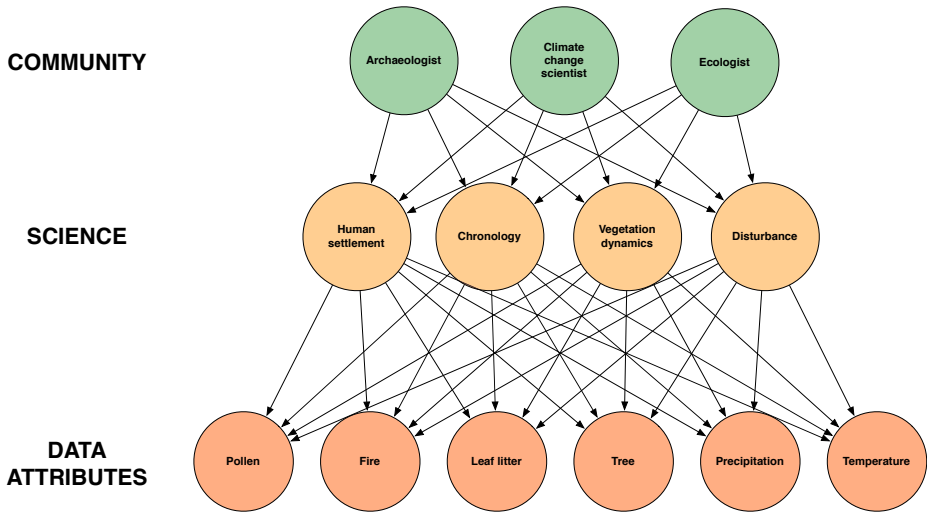 COMMUNITY
Archaeologist
Climate
change
scientist
Ecologist
SCIENCE
Human
settlement
Chronology
Vegetation
dynamics
Disturbance
DATA
ATTRIBUTES
Pollen
Fire
Leaf litter
Tree
Precipitation
Temperature